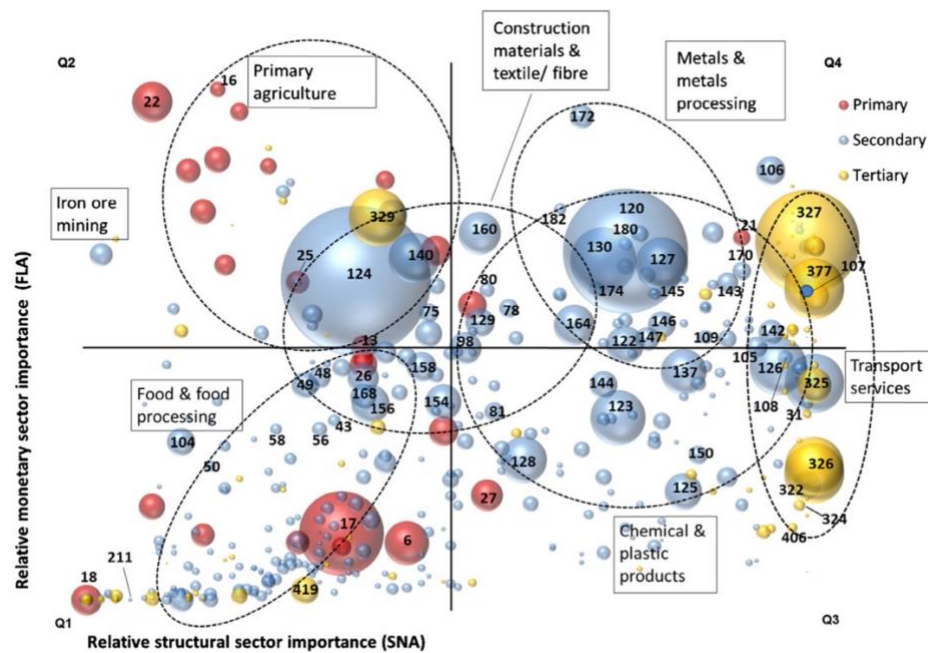 Construction
materials &
textile/ fibre
Metals &
metals
processing
Q2
Q4
Primary
agriculture
16
22
Primary
Secondary
Tertiary
172
106
Iron ore
mining
329
160
182
120
180
21
327
25
124
140
130
127
170
377
107
80
174
145
143
75
129
78
164
146
142
13
98
122
147
109
105
48
49
26
158
137
126
325
Transport
services
168
156
154
144
123
108
31
81
Food & food
processing
43
58
56
104
50
128
150
326
125
322
27
324
17
6
406
Chemical &
plastic
products
211
18
419
Q1
Q3
Relative monetary sector importance (FLA)
Relative structural sector importance (SNA)